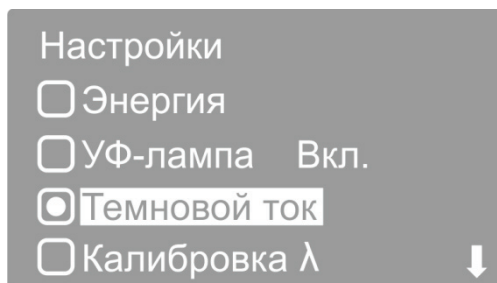 Настройки
Энергия
УФ-лампа Вкл.
Темновой ток
Калибровка λ